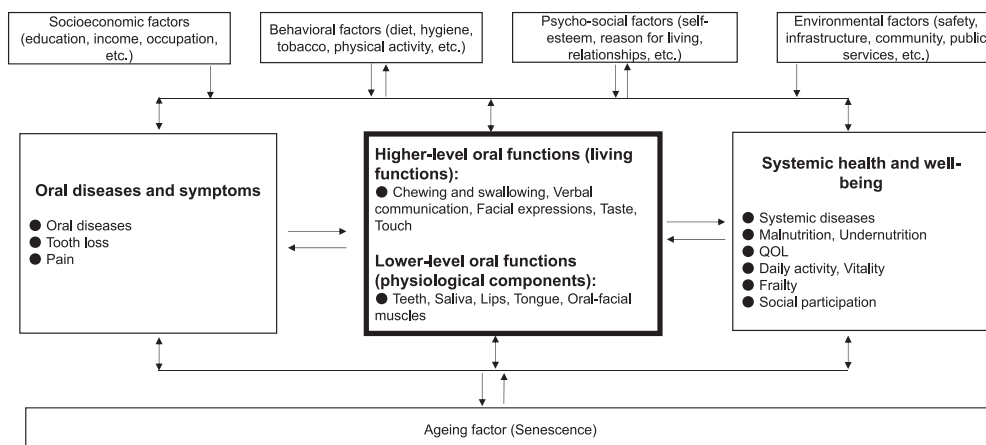 Socioeconomic factors
(education, income, occupation,
etc.)
Behavioral factors (diet, hygiene,
tobacco, physical activity, etc.)
Psycho-social factors (self-
esteem, reason for living,
relationships, etc.)
Environmental factors (safety,
infrastructure, community, public
services, etc.)
Oral diseases and symptoms
● Oral diseases
● Tooth loss
● Pain
Higher-level oral functions (living
functions):
● Chewing and swallowing, Verbal
communication, Facial expressions, Taste,
Touch
Lower-level oral functions
(physiological components):
● Teeth, Saliva, Lips, Tongue, Oral-facial
muscles
Systemic health and well-
being
● Systemic diseases
● Malnutrition, Undernutrition
● QOL
● Daily activity, Vitality
● Frailty
● Social participation
Ageing factor (Senescence)